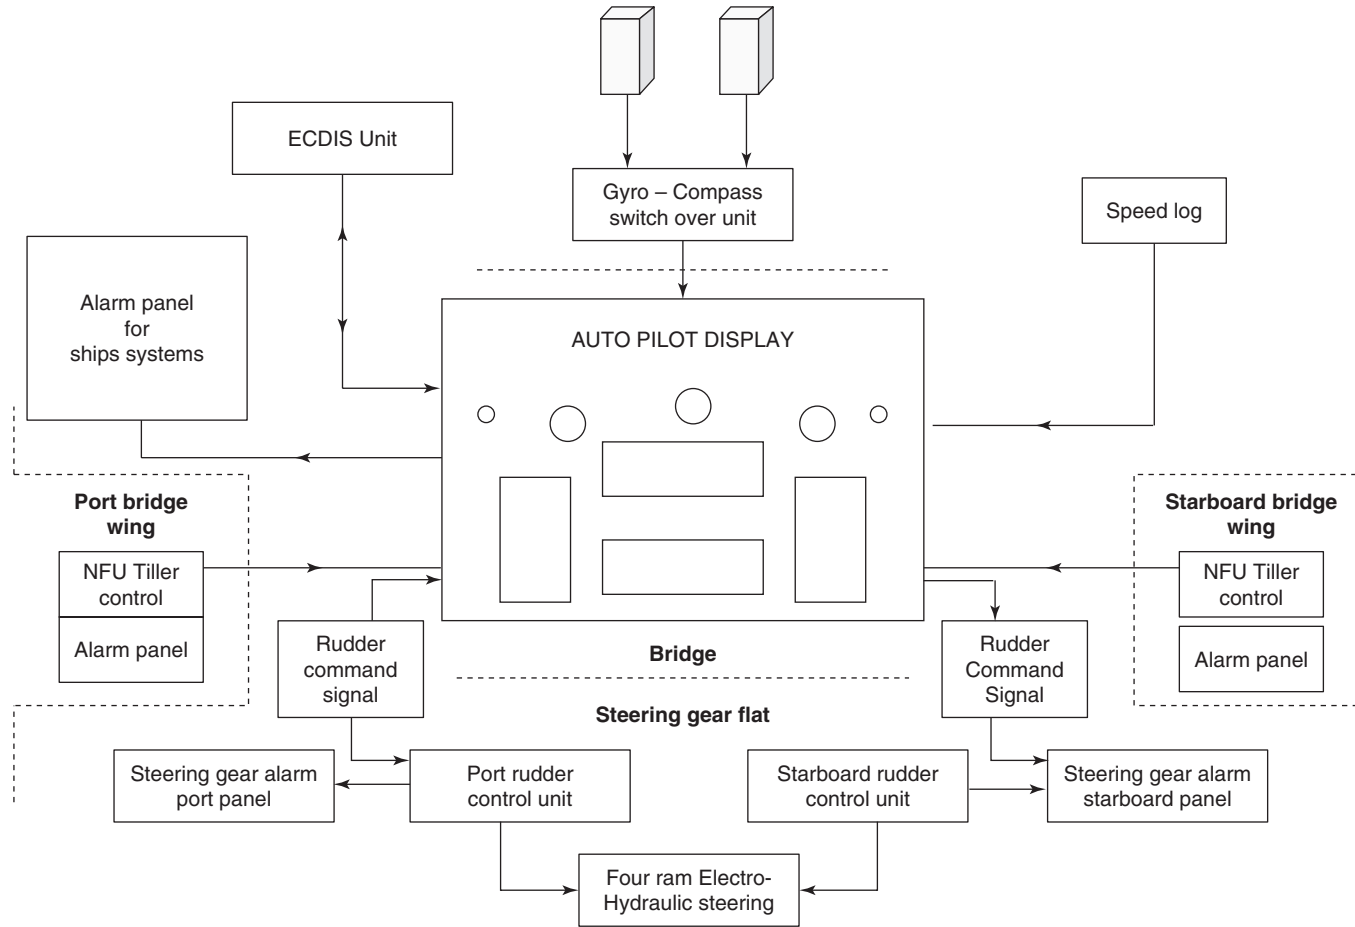 ECDIS Unit
Gyro – Compass
switch over unit
Speed log
Alarm panel
for
ships systems
AUTO PILOT DISPLAY
Port bridge
wing
NFU Tiller
control
Alarm panel
Starboard bridge
wing
NFU Tiller
control
Alarm panel
Rudder
command
signal
Bridge
Rudder
Command
Signal
Steering gear flat
Steering gear alarm
port panel
Port rudder
control unit
Starboard rudder
control unit
Steering gear alarm
starboard panel
Four ram Electro-
Hydraulic steering